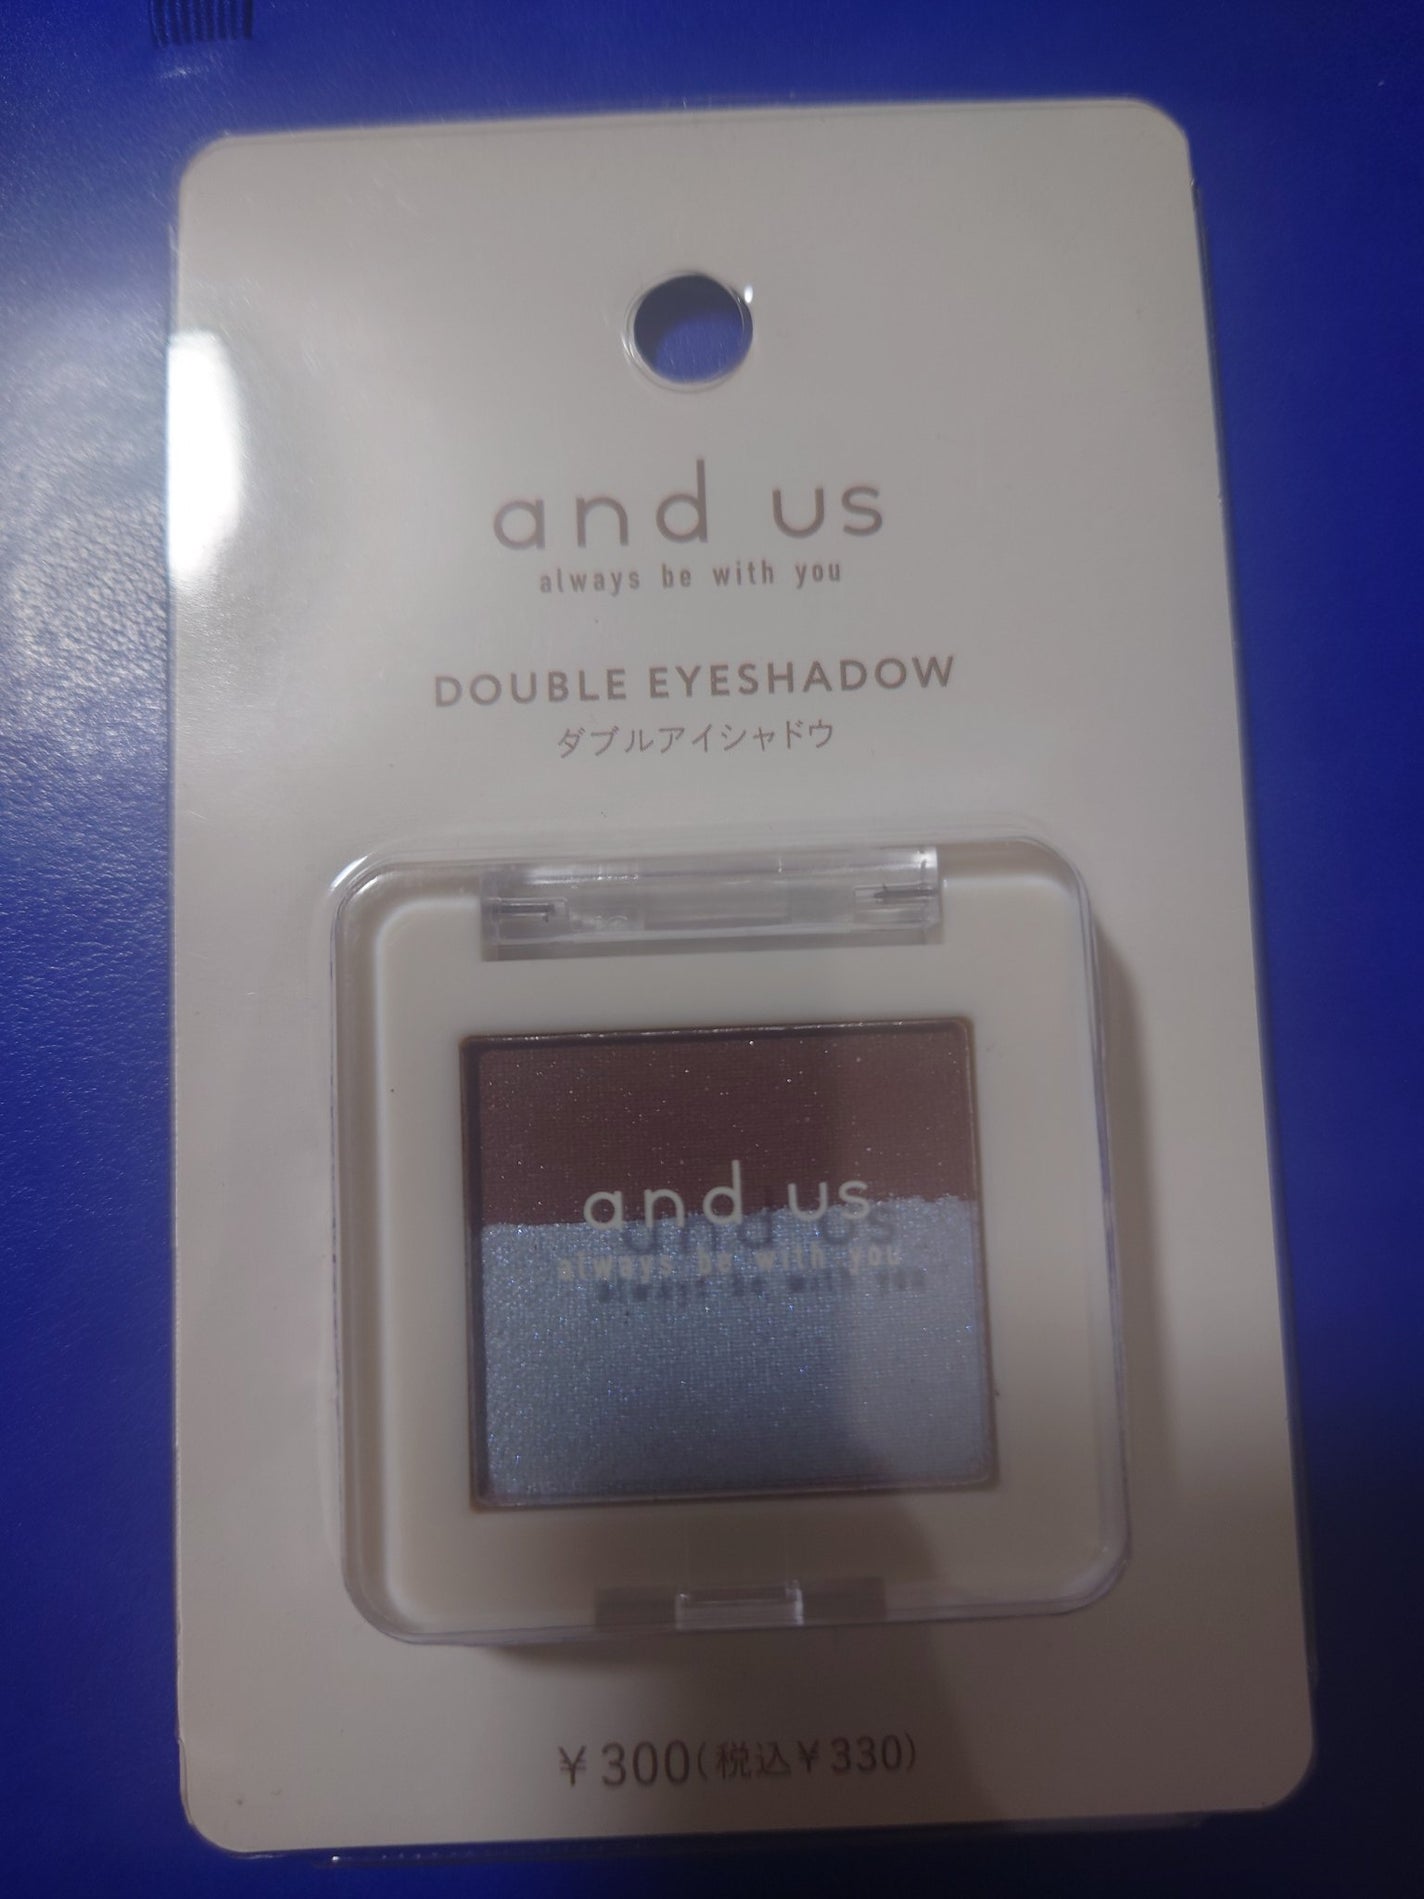 and us
always be with you
DOUBLE EYESHADOW
ダブルアイシャドウ
and us
always be with you
¥300(税込¥330)